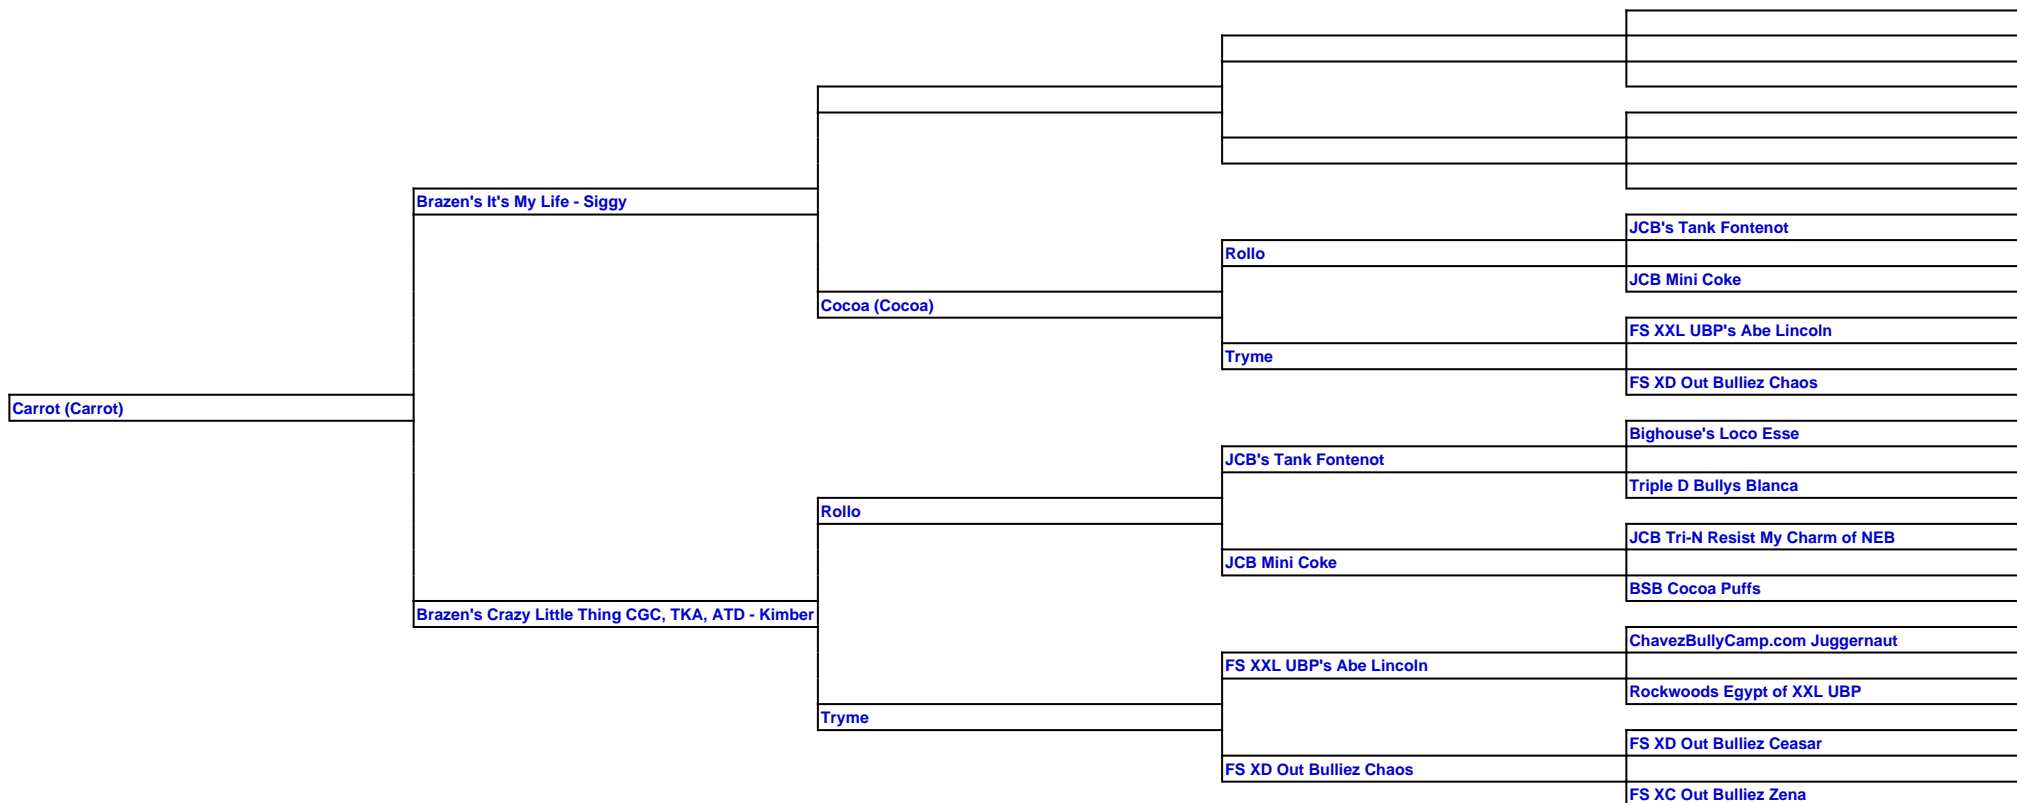 Brazen's It's My Life - Siggy
JCB's Tank Fontenot
Rollo
JCB Mini Coke
Cocoa (Cocoa)
FS XXL UBP's Abe Lincoln
Tryme
FS XD Out Bulliez Chaos
Carrot (Carrot)
Bighouse's Loco Esse
JCB's Tank Fontenot
Triple D Bullys Blanca
Rollo
JCB Tri-N Resist My Charm of NEB
JCB Mini Coke
BSB Cocoa Puffs
Brazen's Crazy Little Thing CGC, TKA, ATD - Kimber
ChavezBullyCamp.com Juggernaut
FS XXL UBP's Abe Lincoln
Rockwoods Egypt of XXL UBP
Tryme
FS XD Out Bulliez Ceasar
FS XD Out Bulliez Chaos
FS XC Out Bulliez Zena